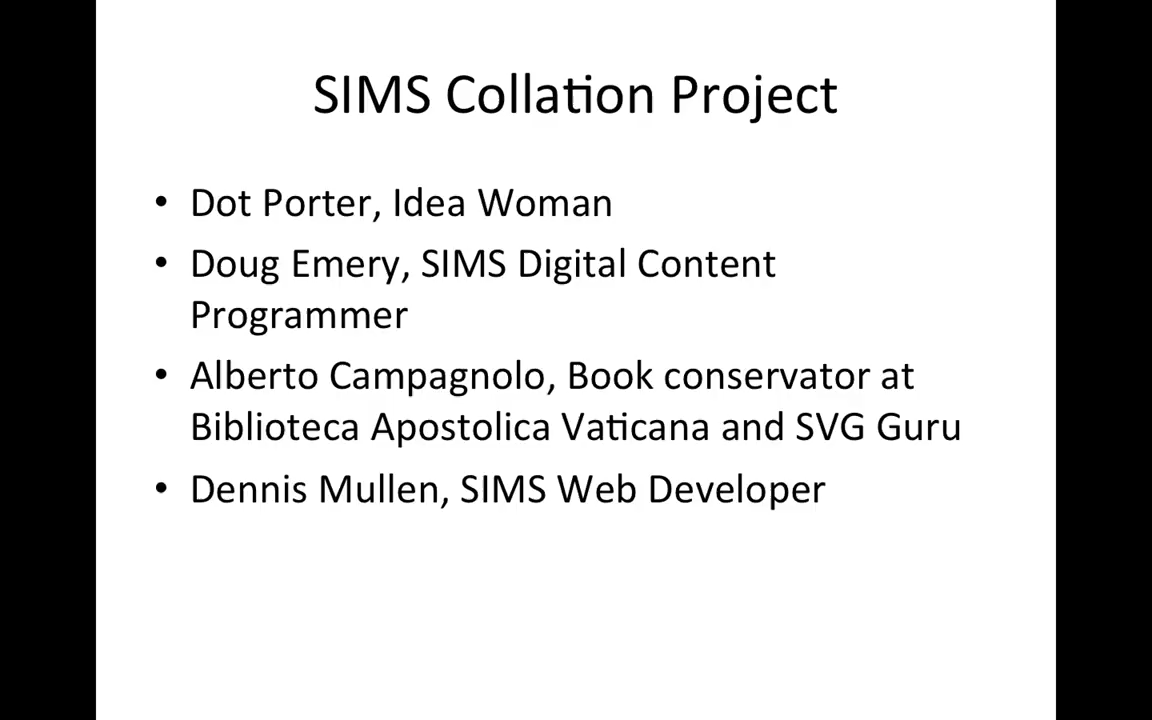 SIMS Collation Project
• Dot Porter, Idea Woman
• Doug Emery, SIMS Digital Content
Programmer
• Alberto Campagnolo, Book conservator at
Biblioteca Apostolica Vaticana and SVG Guru
• Dennis Mullen, SIMS Web Developer